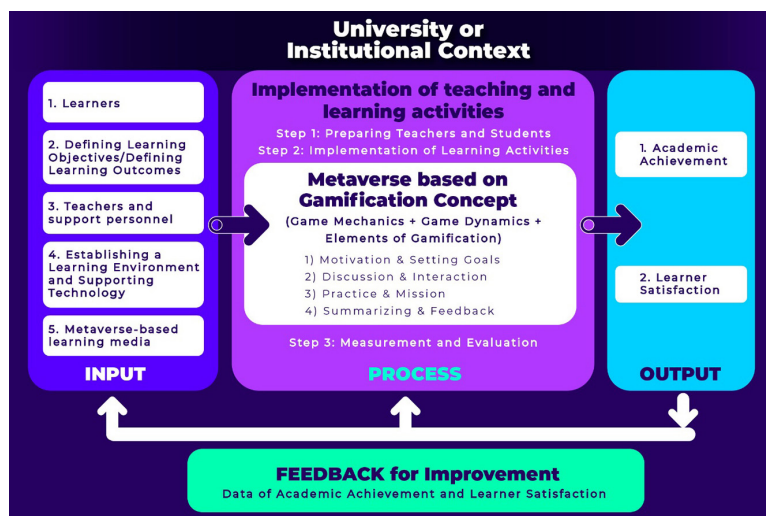 University or
Institutional Context
1. Learners
2. Defining Learning
Objectives/Defining
Learning Outcomes
3. Teachers and
support personnel
4. Establishing a
Learning Environment
and Supporting
Technology
5. Metaverse-based
learning media
INPUT
Implementation of teaching and
learning activities
Step 1: Preparing Teachers and Students
Step 2: Implementation of Learning Activities
Metaverse based on
Gamification Concept
(Game Mechanics + Game Dynamics +
Elements of Gamification)
1) Motivation & Setting Goals
2) Discussion & Interaction
3) Practice & Mission
4) Summarizing & Feedback
Step 3: Measurement and Evaluation
PROCESS
1. Academic
Achievement
2. Learner
Satisfaction
OUTPUT
FEEDBACK for Improvement
Data of Academic Achievement and Learner Satisfaction